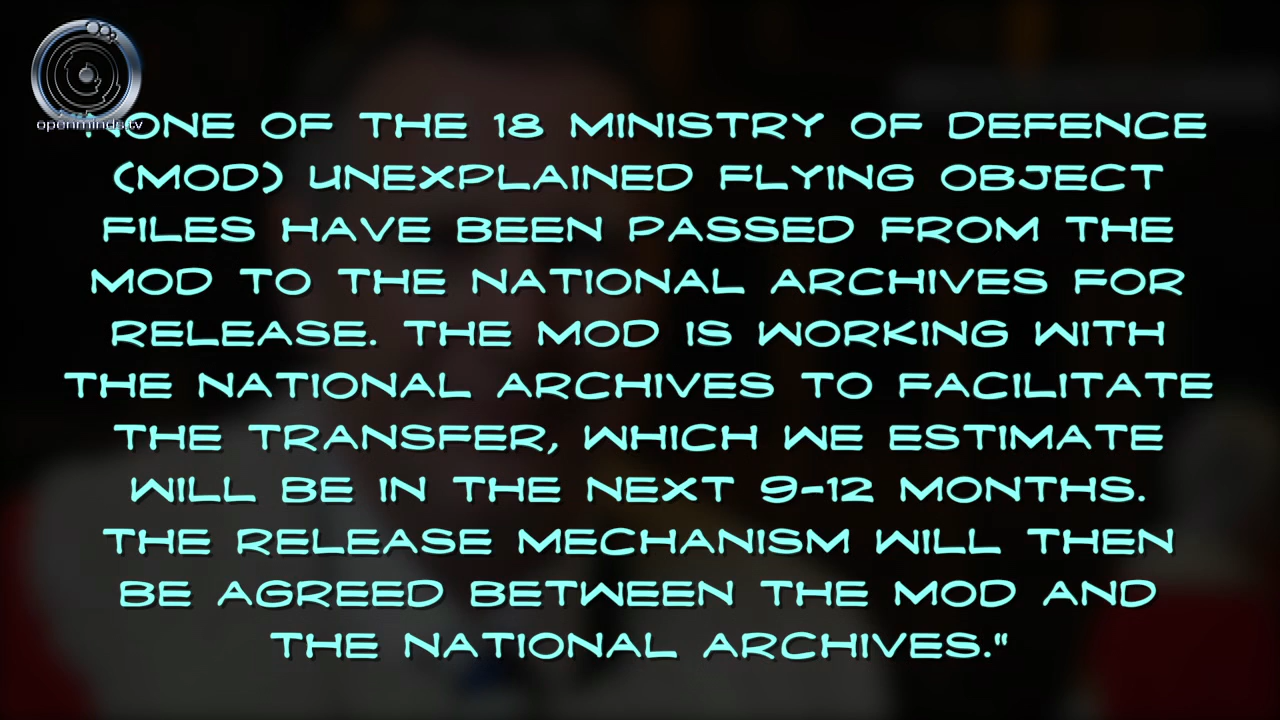 openminds.tv
NONE OF THE 18 MINISTRY OF DEFENCE
(MOD) UNEXPLAINED FLYING OBJECT
FILES HAVE BEEN PASSED FROM THE
MOD TO THE NATIONAL ARCHIVES FOR
RELEASE. THE MOD IS WORKING WITH
THE NATIONAL ARCHIVES TO FACILITATE
THE TRANSFER, WHICH WE ESTIMATE
WILL BE IN THE NEXT 9-12 MONTHS.
THE RELEASE MECHANISM WILL THEN
BE AGREED BETWEEN THE MOD AND
THE NATIONAL ARCHIVES."